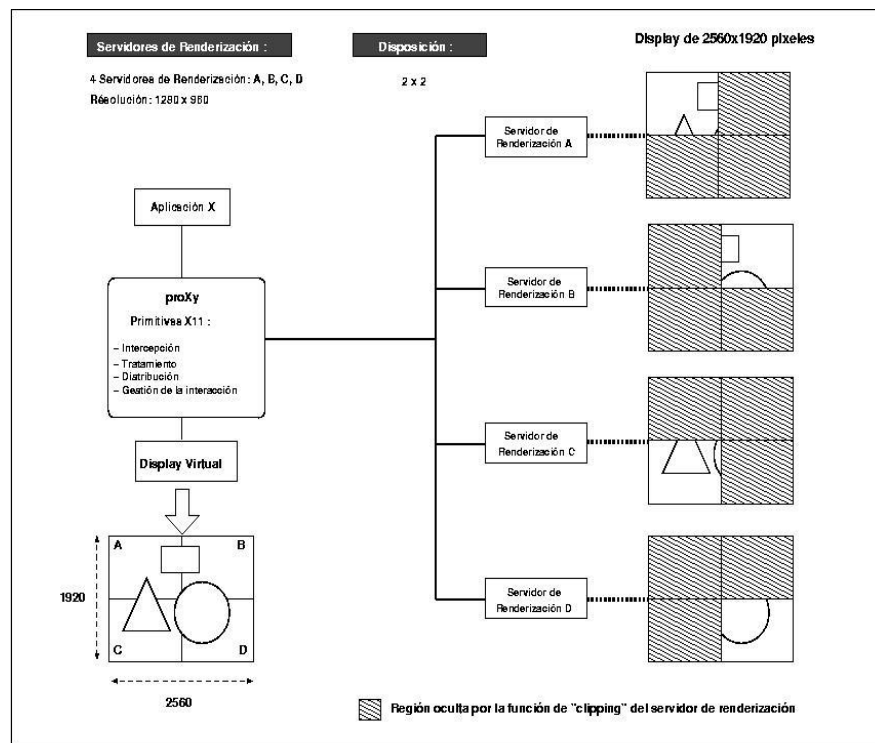 Servidores de Renderización :
Disposición :
Display de 2560x1920 pixeles
4 Servidorea de Renderización: A, B, C, D
Résolución: 1280 x 960
2 x 2
Servidor de
Renderización A
Aplicación X
proXy
Primitivas X11 :
– Intercepción
– Tratamiento
– Distribución
– Gestión de la interacción
Servidor de
Renderización B
Servidor de
Renderización C
Display Virtual
A
B
C
D
1920
2560
Servidor de
Renderización D
Región oculta por la función de "clipping" del servidor de renderización